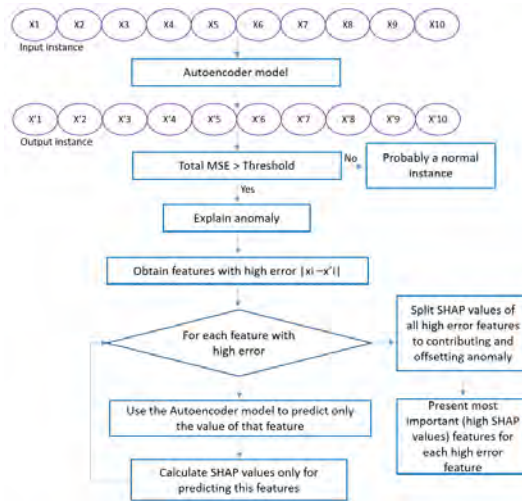 X1 X2 X3 X4 X5 X6 X7 X8 X9 X10
Input instance
Autoencoder model
X'1 X'2 X'3 X'4 X'5 X'6 X'7 X'8 X'9 X'10
Output instance
Total MSE > Threshold
No
Probably a normal
instance
Yes
Explain anomaly
Obtain features with high error |xi –x'i|
For each feature with
high error
Split SHAP values of
all high error features
to contributing and
offsetting anomaly
Use the Autoencoder model to predict only
the value of that feature
Present most
important (high SHAP
values) features for
each high error
feature
Calculate SHAP values only for
predicting this features